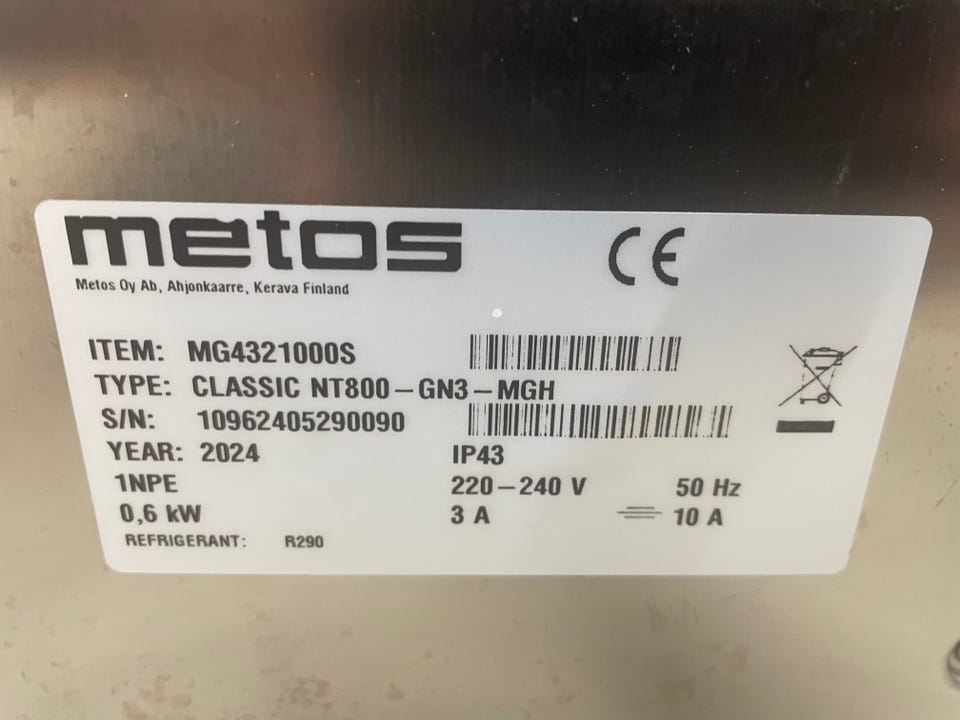 metos
CE
Metos Oy Ab, Ahjonkaarre, Kerava Finland
ITEM: MG4321000S
TYPE: CLASSIC NT800-GN3-MGH
S/N: 10962405290090
YEAR: 2024 IP43
1NPE 220-240 V 50 Hz
0,6 kW 3 A 10 A
REFRIGERANT: R290